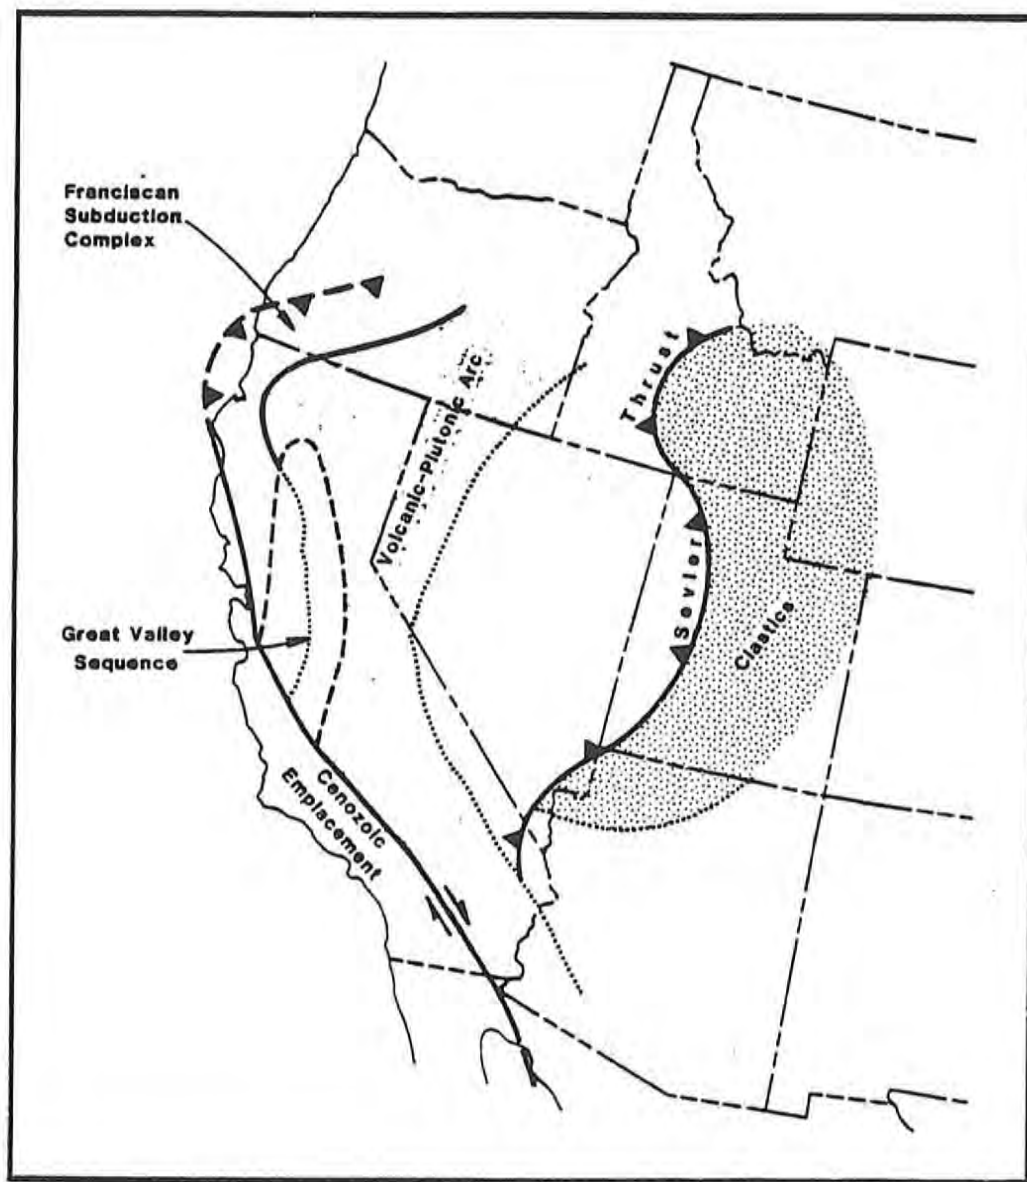 Franciscan
Subduction
Complex
Thrust
Volcanic-Plutonic Arc
Sevier
Clastics
Great Valley
Sequence
Cenozoic
Emplacement